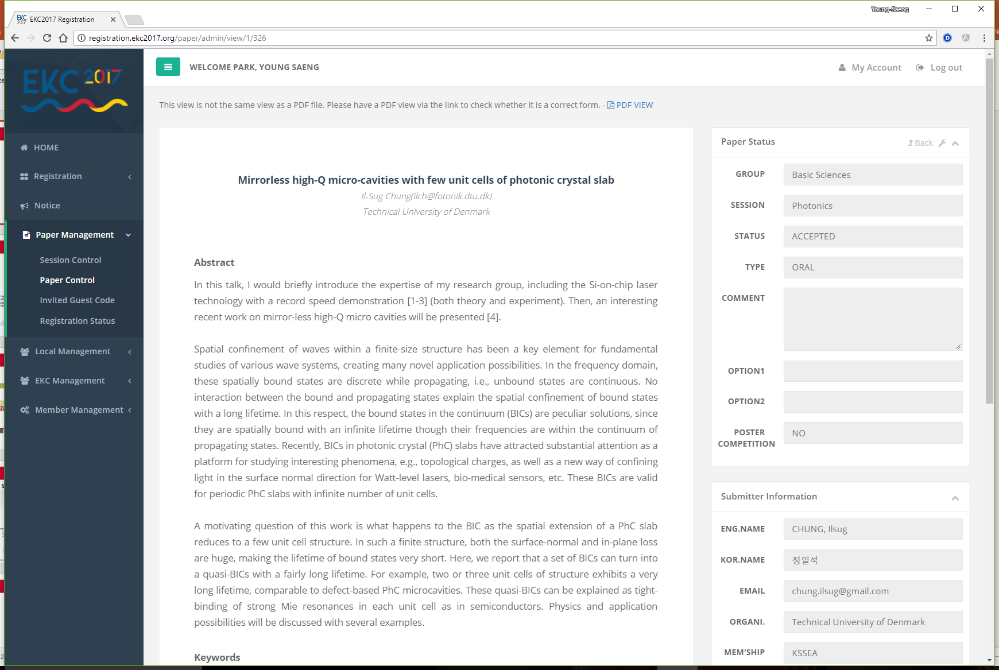 Young-Saeng
EKC2017 Registration
registration.ekc2017.org/paper/admin/view/1/326
EKC 2017
HOME
Registration
Notice
Paper Management
Session Control
Paper Control
Invited Guest Code
Registration Status
Local Management
EKC Management
Member Management
WELCOME PARK, YOUNG SAENG
My Account
Log out
This view is not the same view as a PDF file. Please have a PDF view via the link to check whether it is a correct form. - PDF VIEW
Mirrorless high-Q micro-cavities with few unit cells of photonic crystal slab
Il-Sug Chung(ilch@fotonik.dtu.dk)
Technical University of Denmark
Abstract
In this talk, I would briefly introduce the expertise of my research group, including the Si-on-chip laser
technology with a record speed demonstration [1-3] (both theory and experiment). Then, an interesting
recent work on mirror-less high-Q micro cavities will be presented [4].
Spatial confinement of waves within a finite-size structure has been a key element for fundamental
studies of various wave systems, creating many novel application possibilities. In the frequency domain,
these spatially bound states are discrete while propagating, i.e., unbound states are continuous. No
interaction between the bound and propagating states explain the spatial confinement of bound states
with a long lifetime. In this respect, the bound states in the continuum (BICs) are peculiar solutions, since
they are spatially bound with an infinite lifetime though their frequencies are within the continuum of
propagating states. Recently, BICs in photonic crystal (PhC) slabs have attracted substantial attention as a
platform for studying interesting phenomena, e.g., topological charges, as well as a new way of confining
light in the surface normal direction for Watt-level lasers, bio-medical sensors, etc. These BICs are valid
for periodic PhC slabs with infinite number of unit cells.
A motivating question of this work is what happens to the BIC as the spatial extension of a PhC slab
reduces to a few unit cell structure. In such a finite structure, both the surface-normal and in-plane loss
are huge, making the lifetime of bound states very short. Here, we report that a set of BICs can turn into
a quasi-BICs with a fairly long lifetime. For example, two or three unit cells of structure exhibits a very
long lifetime, comparable to defect-based PhC microcavities. These quasi-BICs can be explained as tight-
binding of strong Mie resonances in each unit cell as in semiconductors. Physics and application
possibilities will be discussed with several examples.
Keywords
Paper Status
Back
GROUP Basic Sciences
SESSION Photonics
STATUS ACCEPTED
TYPE ORAL
COMMENT
OPTION1
OPTION2
POSTER COMPETITION NO
Submitter Information
ENG.NAME CHUNG, Ilsug
KOR.NAME 정일석
EMAIL chung.ilsug@gmail.com
ORGANI. Technical University of Denmark
MEM'SHIP KSSEA